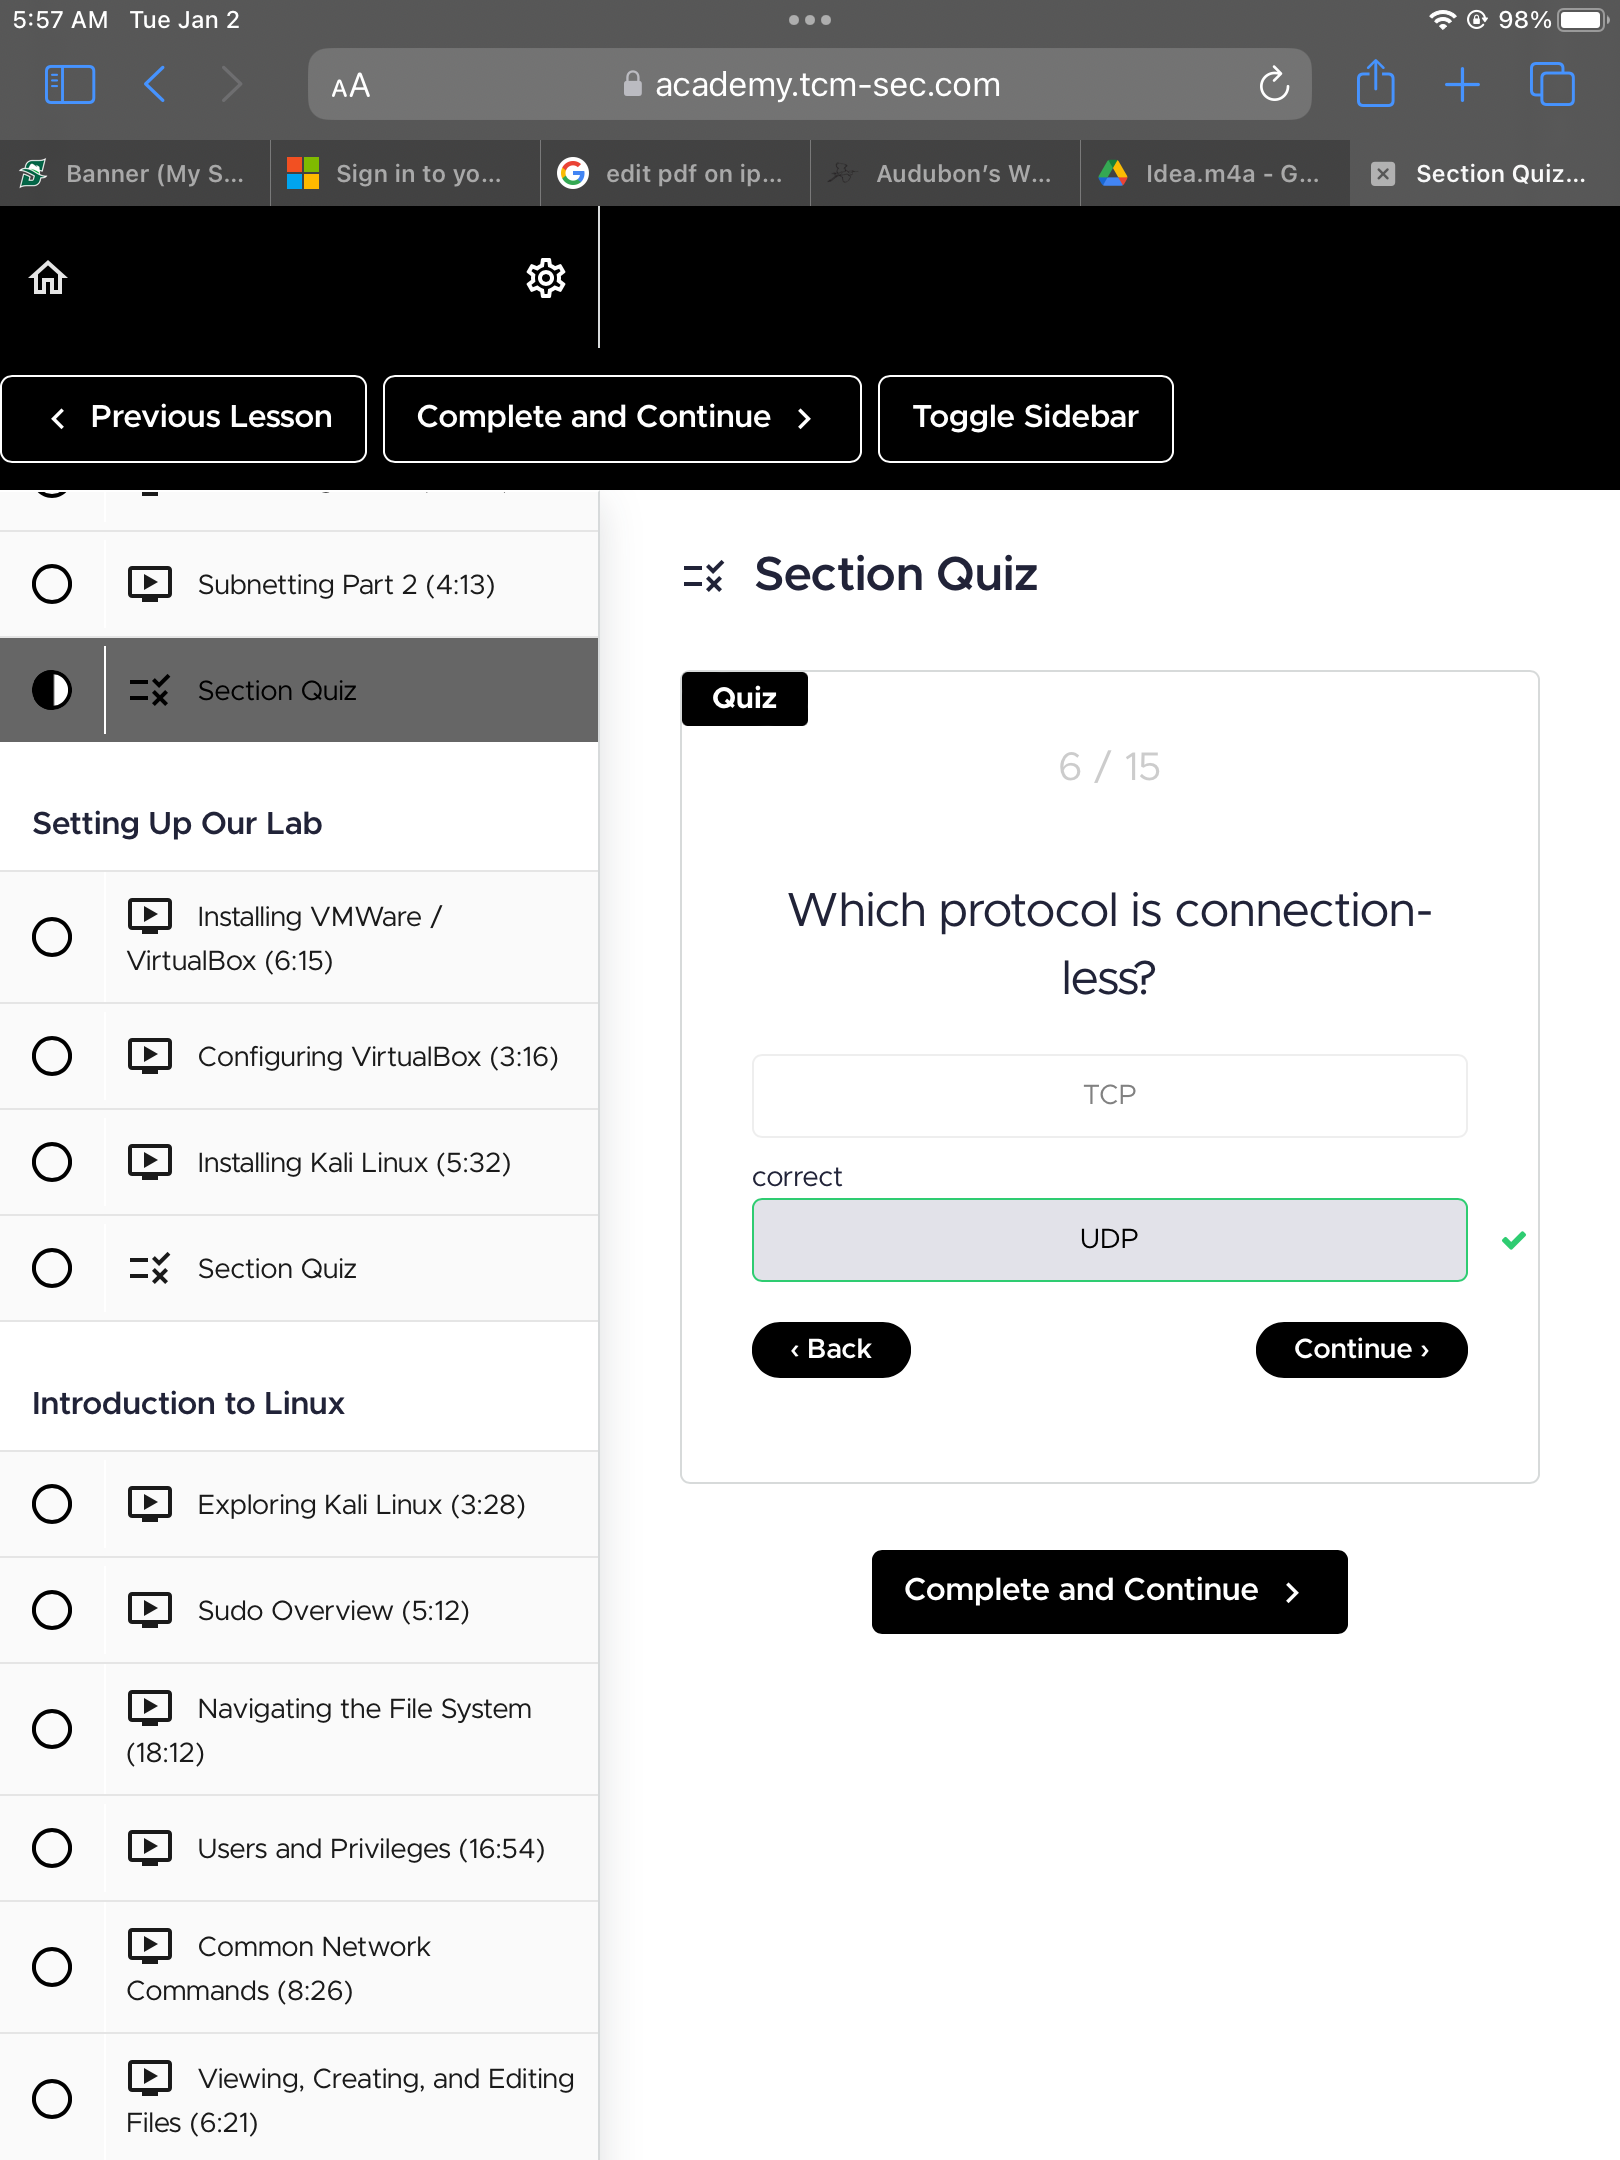 5:57 AM Tue Jan 2
98%
AA
academy.tcm-sec.com
Banner (My S...
Sign in to yo...
edit pdf on ip...
Audubon's W...
Idea.m4a - G...
Section Quiz...
Previous Lesson
Complete and Continue
Toggle Sidebar
Subnetting Part 2 (4:13)
Section Quiz
Setting Up Our Lab
Installing VMWare /
VirtualBox (6:15)
Configuring VirtualBox (3:16)
Installing Kali Linux (5:32)
Section Quiz
Introduction to Linux
Exploring Kali Linux (3:28)
Sudo Overview (5:12)
Navigating the File System
(18:12)
Users and Privileges (16:54)
Common Network
Commands (8:26)
Viewing, Creating, and Editing
Files (6:21)
Section Quiz
Quiz
6 / 15
Which protocol is connection-
less?
TCP
correct
UDP
‹ Back
Continue ›
Complete and Continue